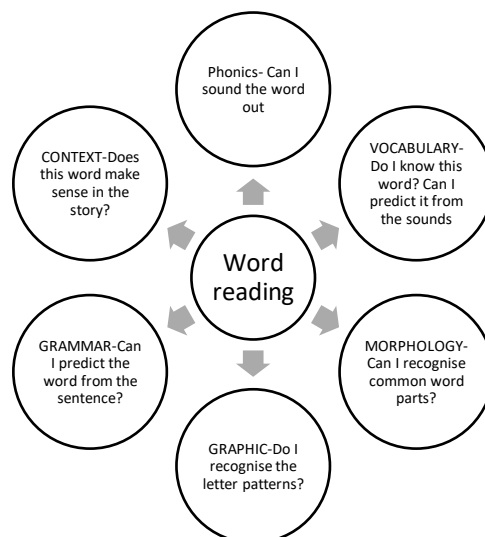 Phonics- Can I
sound the word
out
VOCABULARY-
Do I know this
word? Can I
predict it from
the sounds
MORPHOLOGY-
Can I recognise
common word
parts?
GRAPHIC-Do I
recognise the
letter patterns?
GRAMMAR-Can
I predict the
word from the
sentence?
CONTEXT-Does
this word make
sense in the
story?
Word
reading